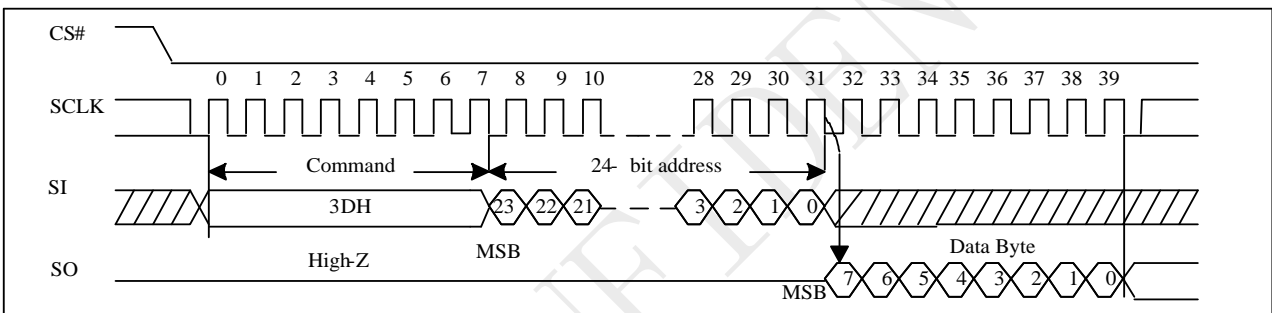 CS#
0 1 2 3 4 5 6 7 8 9 10 28 29 30 31 32 33 34 35 36 37 38 39
SCLK
Command 24- bit address
SI
3DH 23 22 21 3 2 1 0
High-Z MSB Data Byte
SO
MSB 7 6 5 4 3 2 1 0